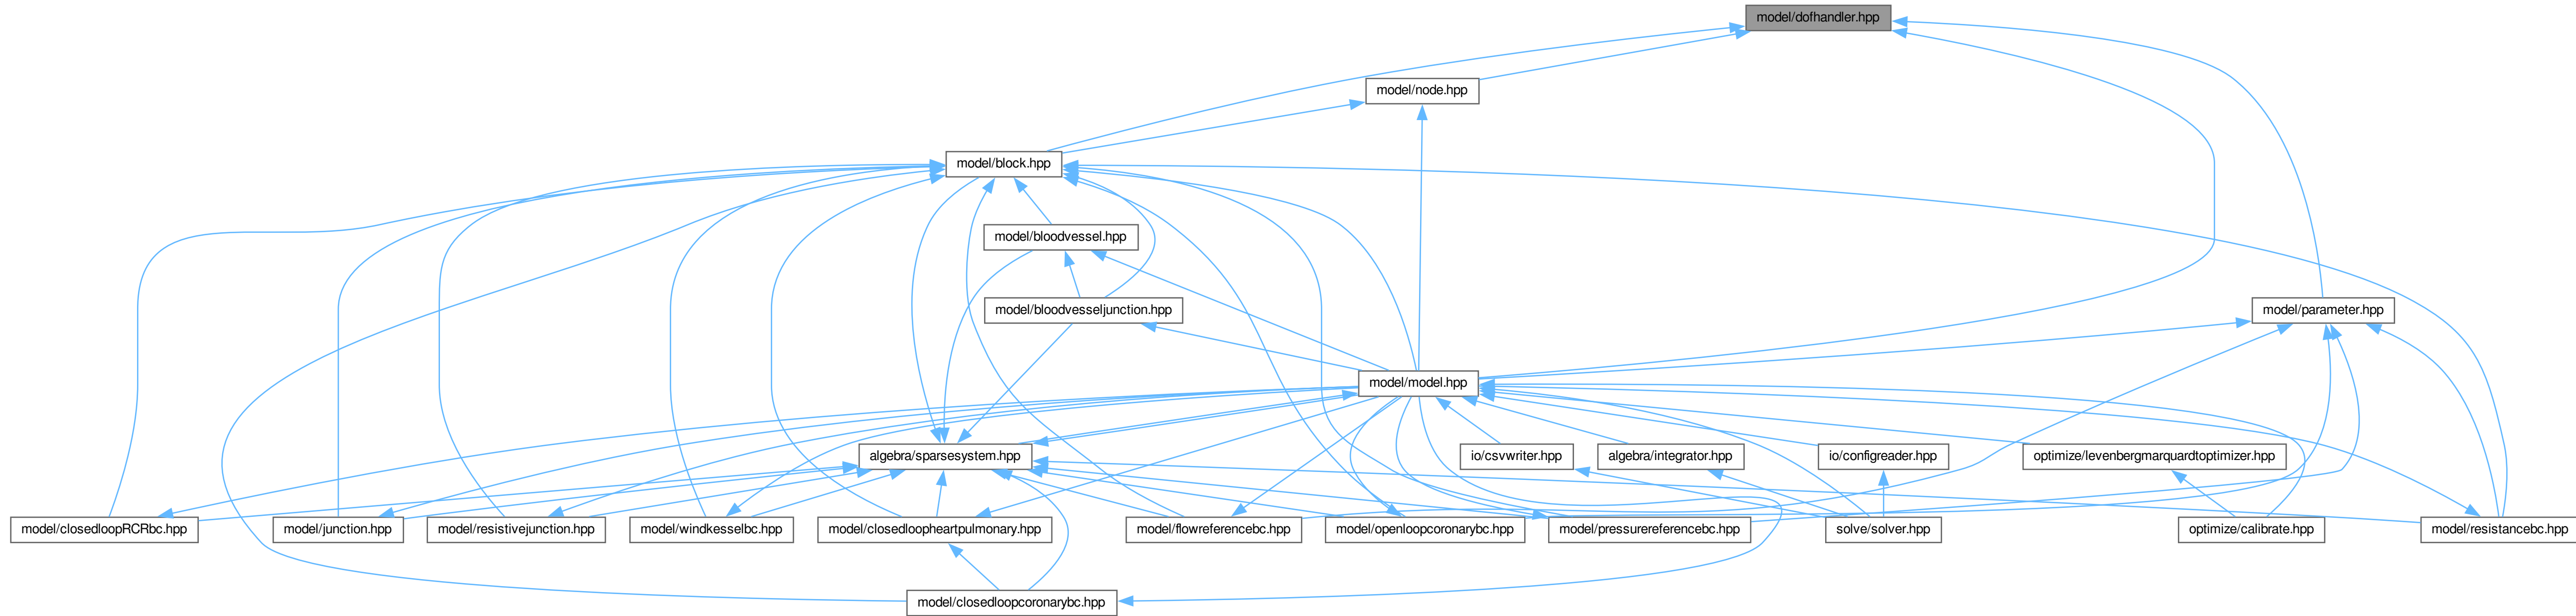 model/dofhandler.hpp
model/node.hpp
model/block.hpp
model/bloodvessel.hpp
model/bloodvesseljunction.hpp
model/parameter.hpp
model/model.hpp
algebra/sparsesystem.hpp
io/csvwriter.hpp
algebra/integrator.hpp
io/configreader.hpp
optimize/levenbergmarquardtoptimizer.hpp
model/closedloopRCRbc.hpp
model/junction.hpp
model/resistivejunction.hpp
model/windkesselbc.hpp
model/closedloopheartpulmonary.hpp
model/flowreferencebc.hpp
model/openloopcoronarybc.hpp
model/pressurereferencebc.hpp
solve/solver.hpp
optimize/calibrate.hpp
model/resistancebc.hpp
model/closedloopcoronarybc.hpp